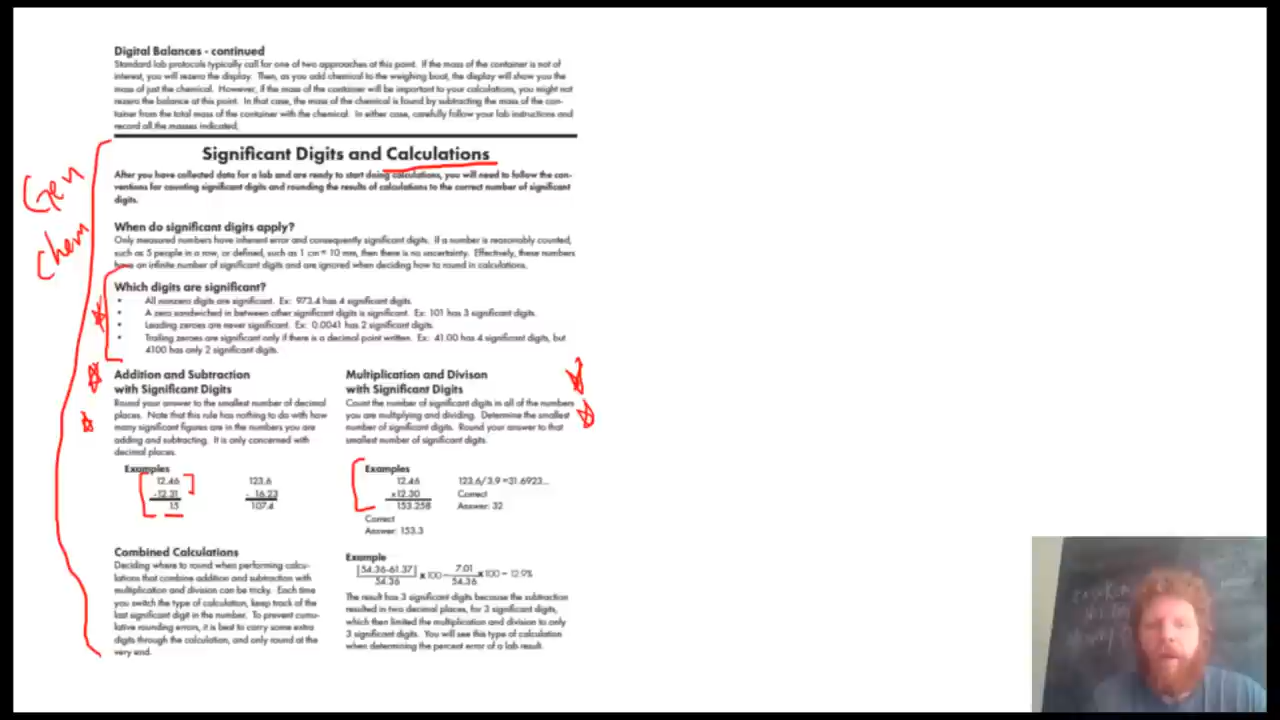 Digital Balances - continued
Standard lab protocols typically call for one of two approaches at this point. If the mass of the container is not of
interest, you will rezero the display. Then, as you add chemical to the weighing boat, the display will show you the
mass of just the chemical. However, if the mass of the container will be important to your calculations, you might not
rezero the balance at this point. In that case, the mass of the chemical is found by subtracting the mass of the con-
tainer from the total mass of the container with the chemical. In either case, carefully follow your lab instructions and
record all the masses indicated.
Significant Digits and Calculations
After you have collected data for a lab and are ready to start doing calculations, you will need to follow the con-
ventions for counting significant digits and rounding the results of calculations to the correct number of significant
digits.
Gen
Chem
When do significant digits apply?
Only measured numbers have inherent error and consequently significant digits. If a number is reasonably counted,
such as 5 people in a row, or defined, such as 1 cm = 10 mm, then there is no uncertainty. Effectively, these numbers
have an infinite number of significant digits and are ignored when deciding how to round in calculations.
Which digits are significant?
• All nonzero digits are significant. Ex: 973.4 has 4 significant digits.
• A zero sandwiched in between other significant digits is significant. Ex: 101 has 3 significant digits.
• Leading zeroes are never significant. Ex: 0.0041 has 2 significant digits.
• Trailing zeroes are significant only if there is a decimal point written. Ex: 41.00 has 4 significant digits, but
4100 has only 2 significant digits.
Addition and Subtraction
with Significant Digits
Round your answer to the smallest number of decimal
places. Note that this rule has nothing to do with how
many significant figures are in the numbers you are
adding and subtracting. It is only concerned with
decimal places.
Examples
12.46
-12.31
15
123.6
- 16.23
107.4
Combined Calculations
Deciding where to round when performing calcu-
lations that combine addition and subtraction with
multiplication and division can be tricky. Each time
you switch the type of calculation, keep track of the
last significant digit in the number. To prevent cumu-
lative rounding errors, it is best to carry some extra
digits through the calculation, and only round at the
very end.
Multiplication and Divison
with Significant Digits
Count the number of significant digits in all of the numbers
you are multiplying and dividing. Determine the smallest
number of significant digits. Round your answer to that
smallest number of significant digits.
Examples
12.46
x12.30
153.258
Correct
Answer: 153.3
123.6/3.9 =31.6923...
Correct
Answer: 32
Example
|54.36-61.37| x 100 = 7.01 x 100 = 12.9%
54.36 54.36
The result has 3 significant digits because the subtraction
resulted in two decimal places, for 3 significant digits,
which then limited the multiplication and division to only
3 significant digits. You will see this type of calculation
when determining the percent error of a lab result.